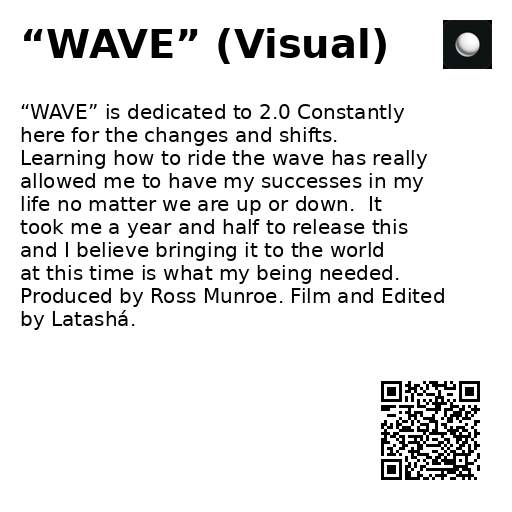 “WAVE” (Visual)
“WAVE” is dedicated to 2.0 Constantly
here for the changes and shifts.
Learning how to ride the wave has really
allowed me to have my successes in my
life no matter we are up or down.  It
took me a year and half to release this
and I believe bringing it to the world
at this time is what my being needed.
Produced by Ross Munroe. Film and Edited
by Latashá.